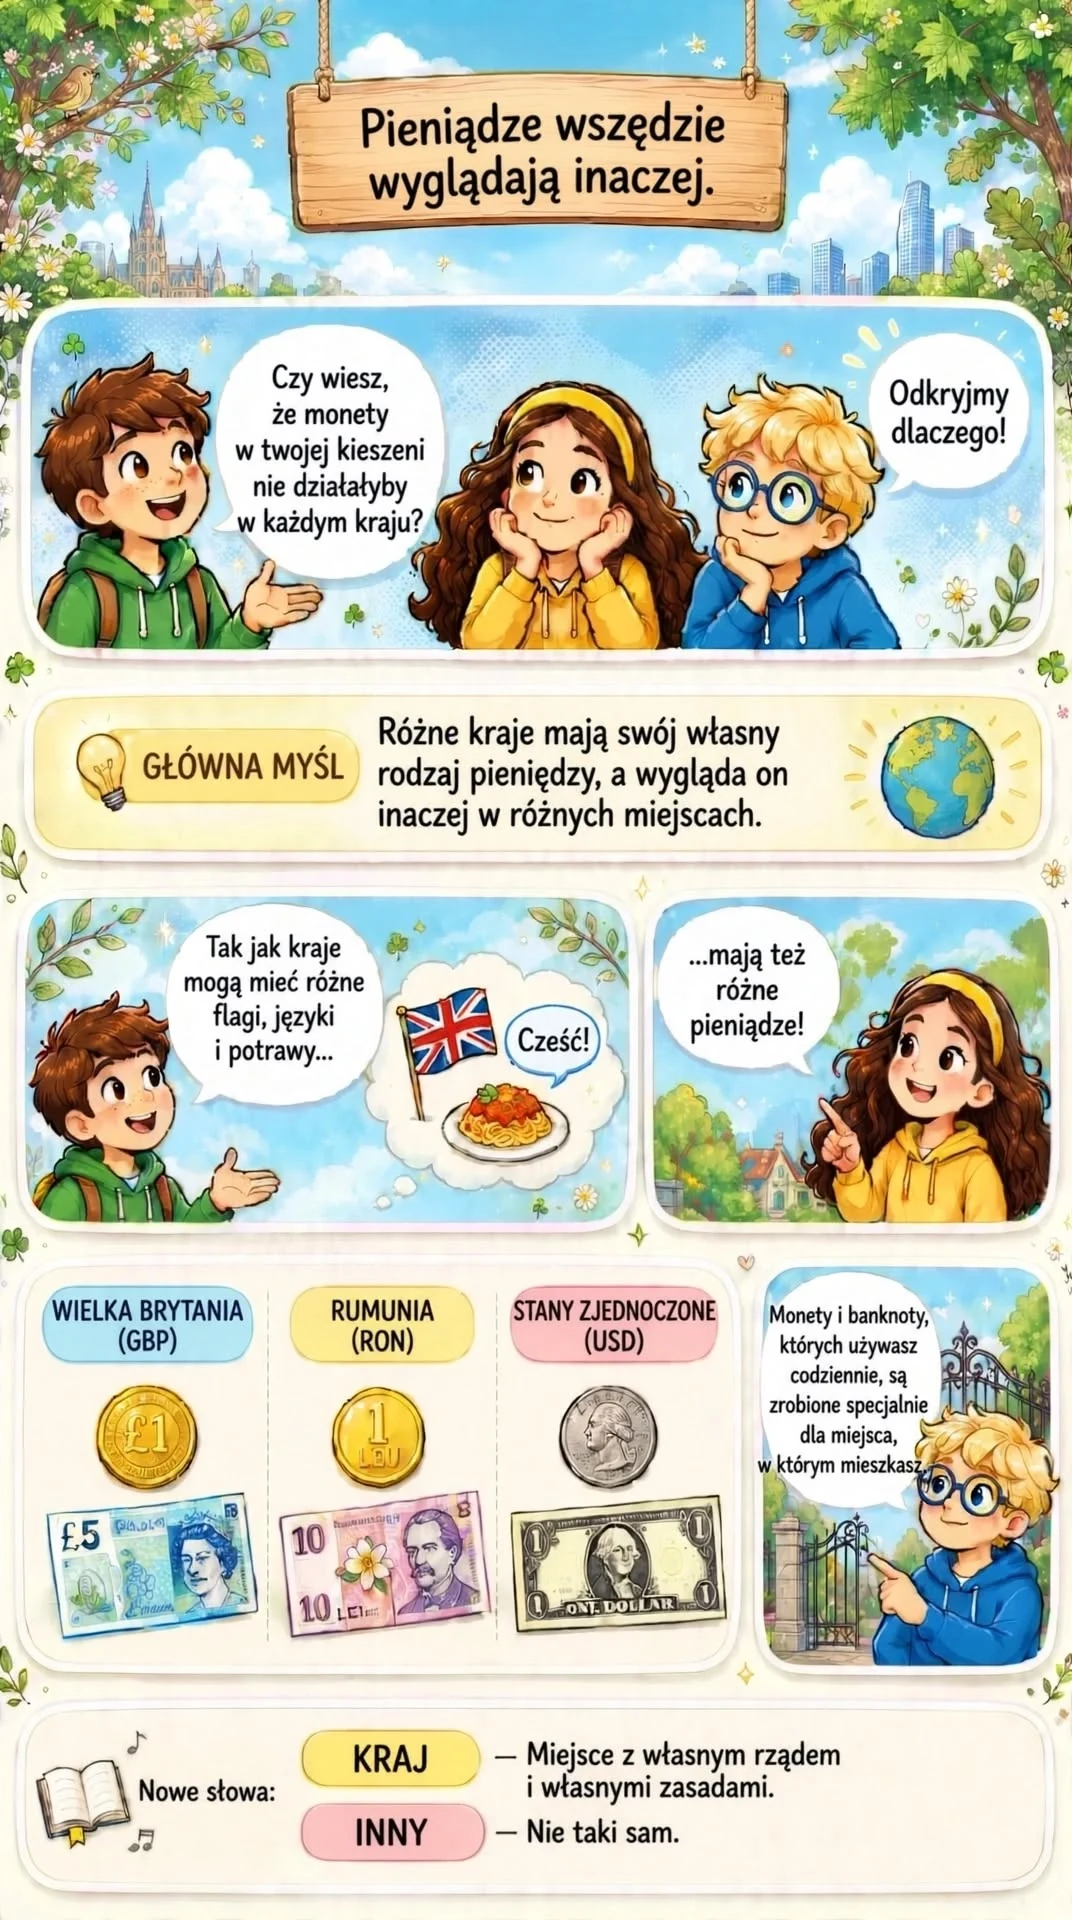 Pieniądze wszędzie
wyglądają inaczej.
Czy wiesz,
że monety
w twojej kieszeni
nie działałyby
w każdym kraju?
Odkryjmy
dlaczego!
GŁÓWNA MYŚL
Różne kraje mają swój własny
rodzaj pieniędzy, a wygląda on
inaczej w różnych miejscach.
Tak jak kraje
mogą mieć różne
flagi, języki
i potrawy...
Cześć!
...mają też
różne
pieniądze!
WIELKA BRYTANIA
(GBP)
£1
£5
RUMUNIA
(RON)
1
LEU
10
10 LEI
STANY ZJEDNOCZONE
(USD)
1
1
1
1
ONE DOLLAR
Monety i banknoty,
których używasz
codziennie, są
zrobione specjalnie
dla miejsca,
w którym mieszkasz.
Nowe słowa:
KRAJ
— Miejsce z własnym rządem
i własnymi zasadami.
INNY
— Nie taki sam.